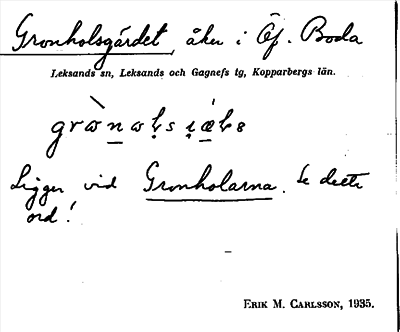 Gronholsgärdet, åker i Öf. Boda
Leksands sn, Leksands och Gagnefs tg, Kopparbergs län.
Ligger vid Gronholarna. Se detta
ord!
ERIK M. CARLSSON, 1935.